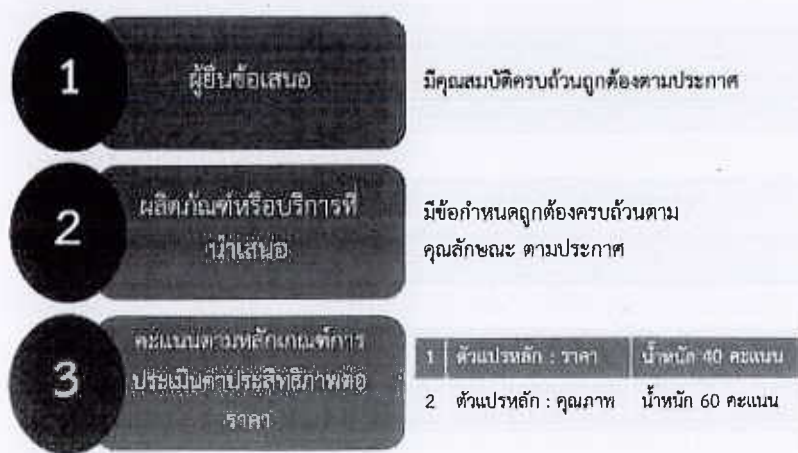 1
ผู้ยื่นข้อเสนอ
มีคุณสมบัติครบถ้วนถูกต้องตามประกาศ
2
ผลิตภัณฑ์หรือบริการที่
นำเสนอ
มีข้อกำหนดถูกต้องครบถ้วนตาม
คุณลักษณะ ตามประกาศ
3
คะแนนตามหลักเกณฑ์การ
ประเมินค่าประสิทธิภาพต่อ
ราคา
1 ตัวแปรหลัก : ราคา น้ำหนัก 40 คะแนน
2 ตัวแปรหลัก : คุณภาพ น้ำหนัก 60 คะแนน